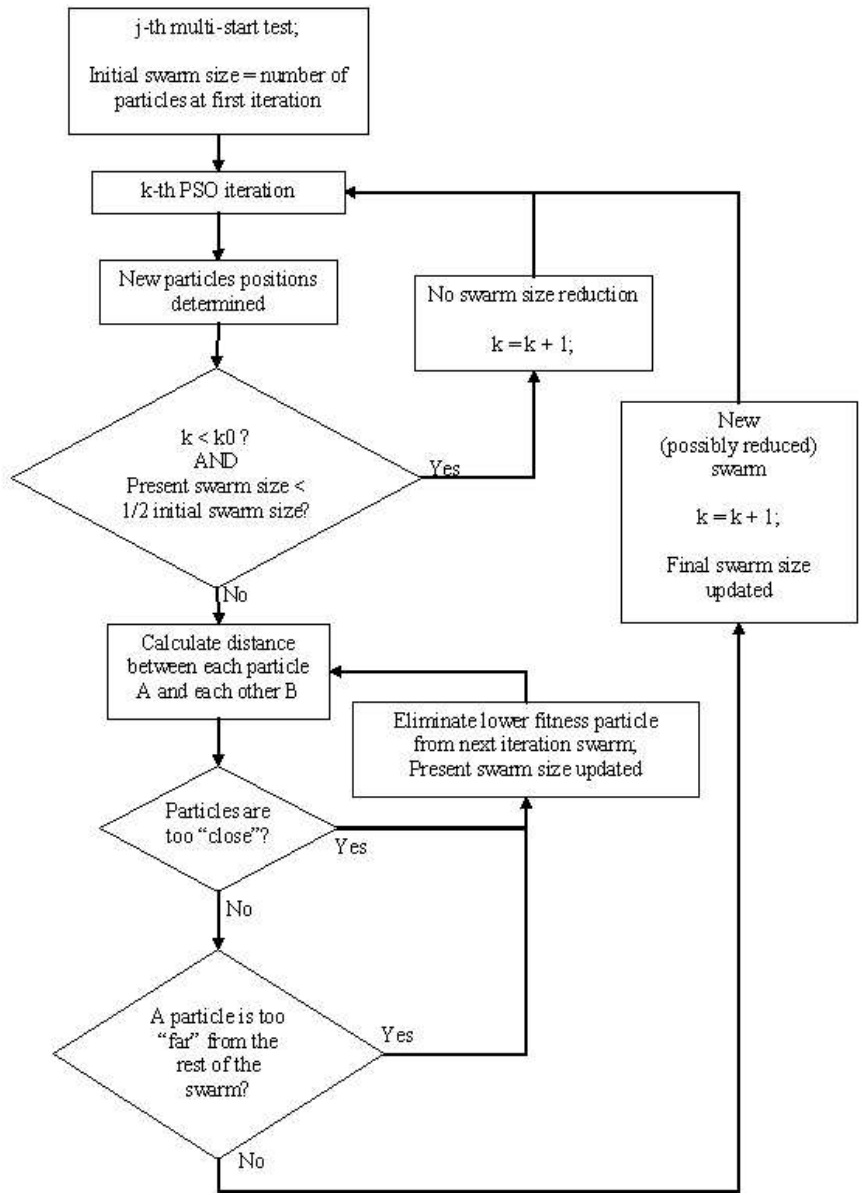 j-th multi-start test;
Initial swarm size = number of
particles at first iteration
k-th PSO iteration
New particles positions
determined
No swarm size reduction
k = k + 1;
k < k0 ?
AND
Present swarm size <
1/2 initial swarm size?
Yes
New
(possibly reduced)
swarm
k = k + 1;
Final swarm size
updated
No
Calculate distance
between each particle
A and each other B
Eliminate lower fitness particle
from next iteration swarm;
Present swarm size updated
Particles are
too “close”?
Yes
No
A particle is too
“far” from the
rest of the
swarm?
Yes
No